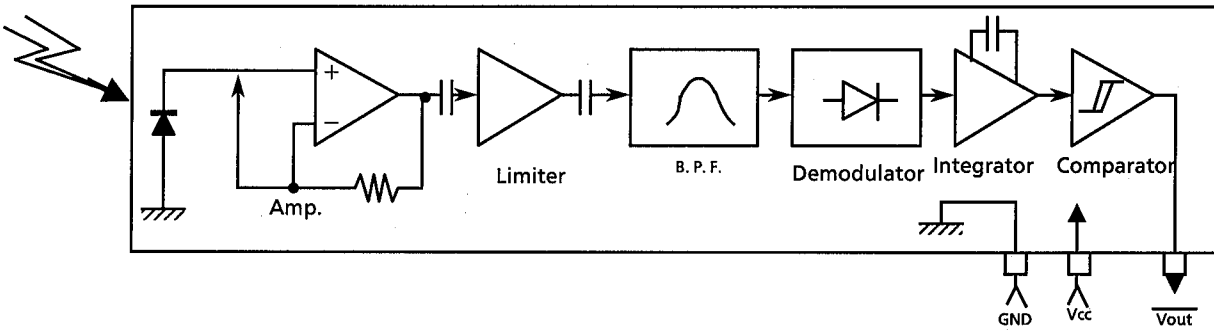 +
−
Amp.
Limiter
B. P. F.
Demodulator
Integrator
Comparator
GND
Vcc
Vout